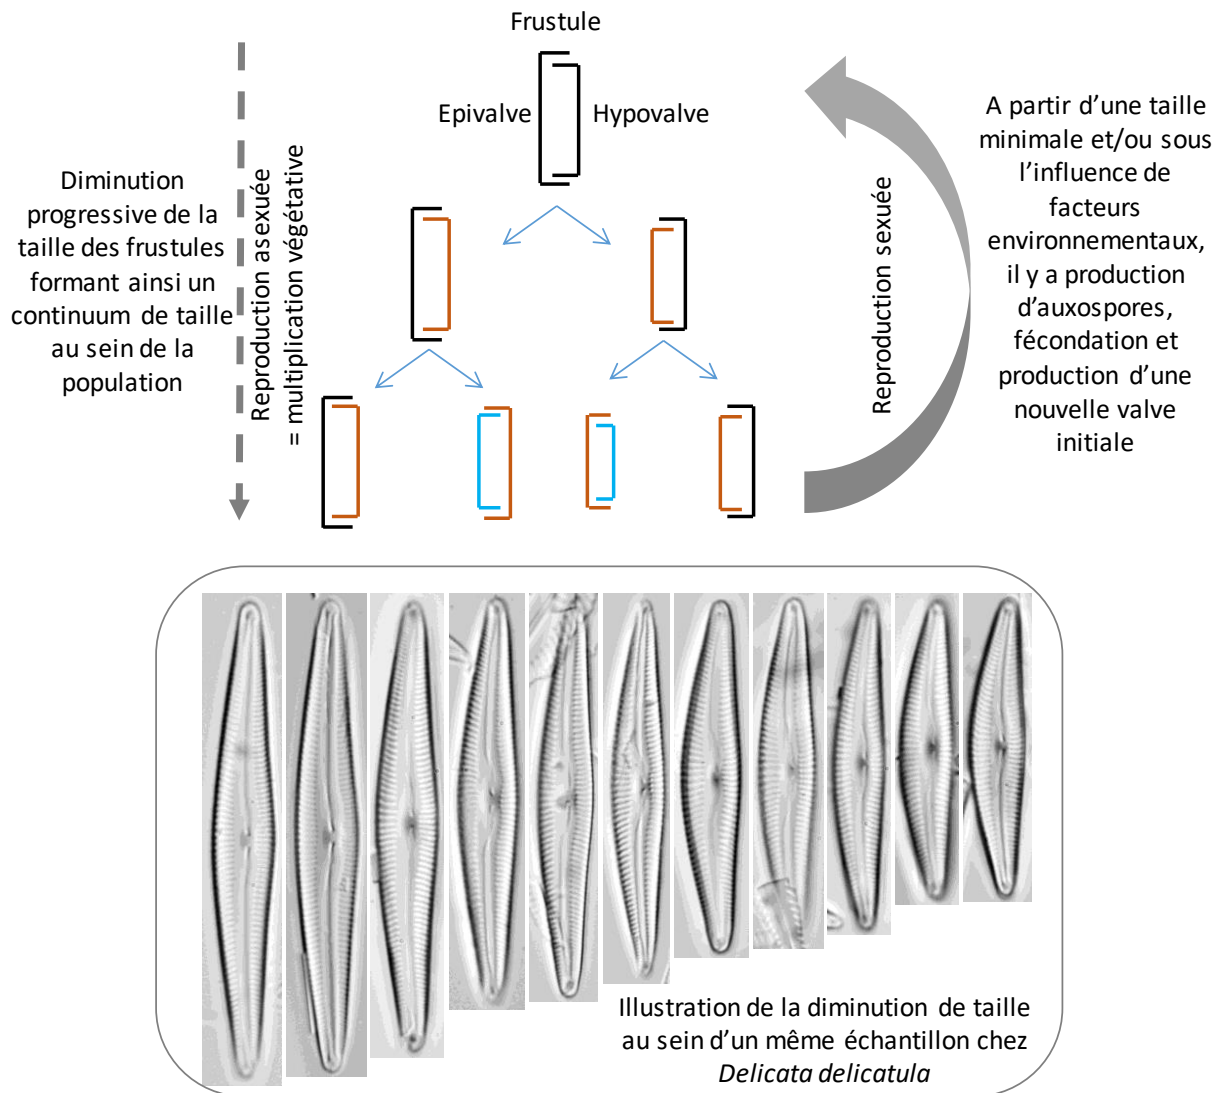 Frustule
Epivalve
Hypovalve
Diminution
progressive de la
taille des frustules
formant ainsi un
continuum de taille
au sein de la
population
Reproduction asexuée
= multiplication végétative
Reproduction sexuée
A partir d’une taille
minimale et/ou sous
l’influence de
facteurs
environnementaux,
il y a production
d’auxospores,
fécondation et
production d’une
nouvelle valve
initiale
Illustration de la diminution de taille
au sein d’un même échantillon chez
Delicata delicatula